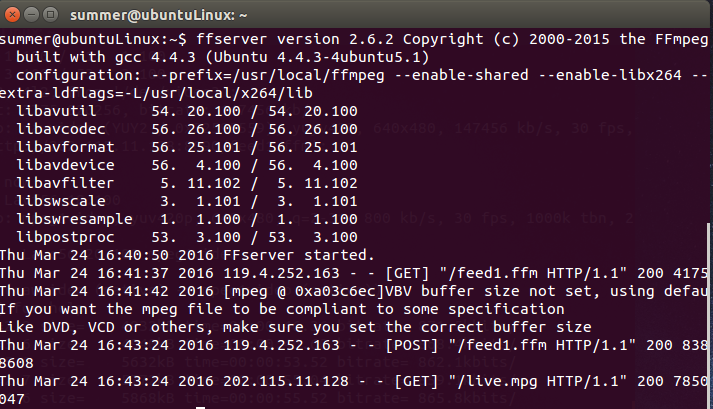 summer@ubuntuLinux: ~
summer@ubuntuLinux:~$ ffserver version 2.6.2 Copyright (c) 2000-2015 the FFmpeg
built with gcc 4.4.3 (Ubuntu 4.4.3-4ubuntu5.1)
configuration: --prefix=/usr/local/ffmpeg --enable-shared --enable-libx264 --
extra-ldflags=-L/usr/local/x264/lib
libavutil 54. 20.100 / 54. 20.100
libavcodec 56. 26.100 / 56. 26.100
libavformat 56. 25.101 / 56. 25.101
libavdevice 56. 4.100 / 56. 4.100
libavfilter 5. 11.102 / 5. 11.102
libswscale 3. 1.101 / 3. 1.101
libswresample 1. 1.100 / 1. 1.100
libpostproc 53. 3.100 / 53. 3.100
Thu Mar 24 16:40:50 2016 FFserver started.
Thu Mar 24 16:41:37 2016 119.4.252.163 - - [GET] "/feed1.ffm HTTP/1.1" 200 4175
Thu Mar 24 16:41:42 2016 [mpeg @ 0xa03c6ec]VBV buffer size not set, using defau
If you want the mpeg file to be compliant to some specification
Like DVD, VCD or others, make sure you set the correct buffer size
Thu Mar 24 16:43:24 2016 119.4.252.163 - - [POST] "/feed1.ffm HTTP/1.1" 200 838
8608
Thu Mar 24 16:43:24 2016 202.115.11.128 - - [GET] "/live.mpg HTTP/1.1" 200 7850
047